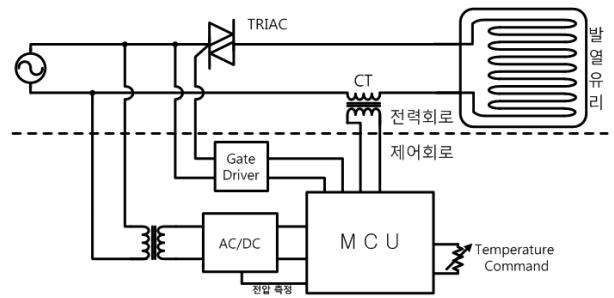 TRIAC
발열유리
CT
전력회로
제어회로
Gate
Driver
MCU
AC/DC
Temperature
Command
전압 측정